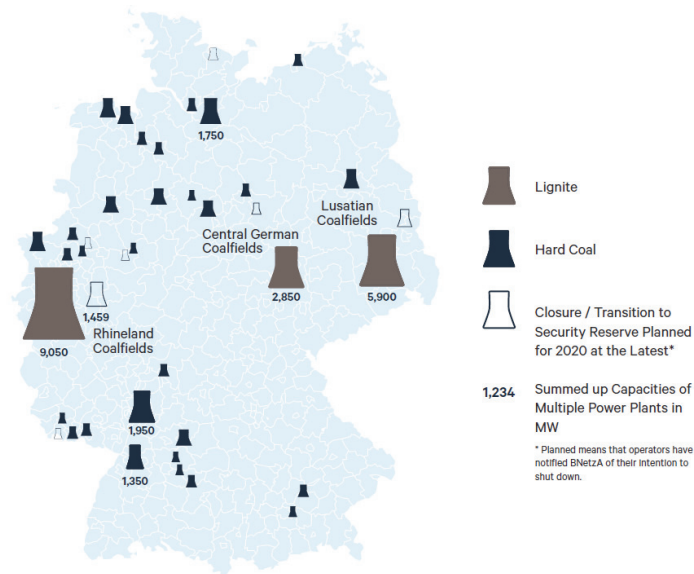 1,750
Lusatian
Coalfields
Central German
Coalfields
2,850
5,900
1,459
Rhineland
Coalfields
9,050
1,950
1,350
Lignite
Hard Coal
Closure / Transition to
Security Reserve Planned
for 2020 at the Latest*
1,234
Summed up Capacities of
Multiple Power Plants in
MW
* Planned means that operators have
notified BNetzA of their intention to
shut down.